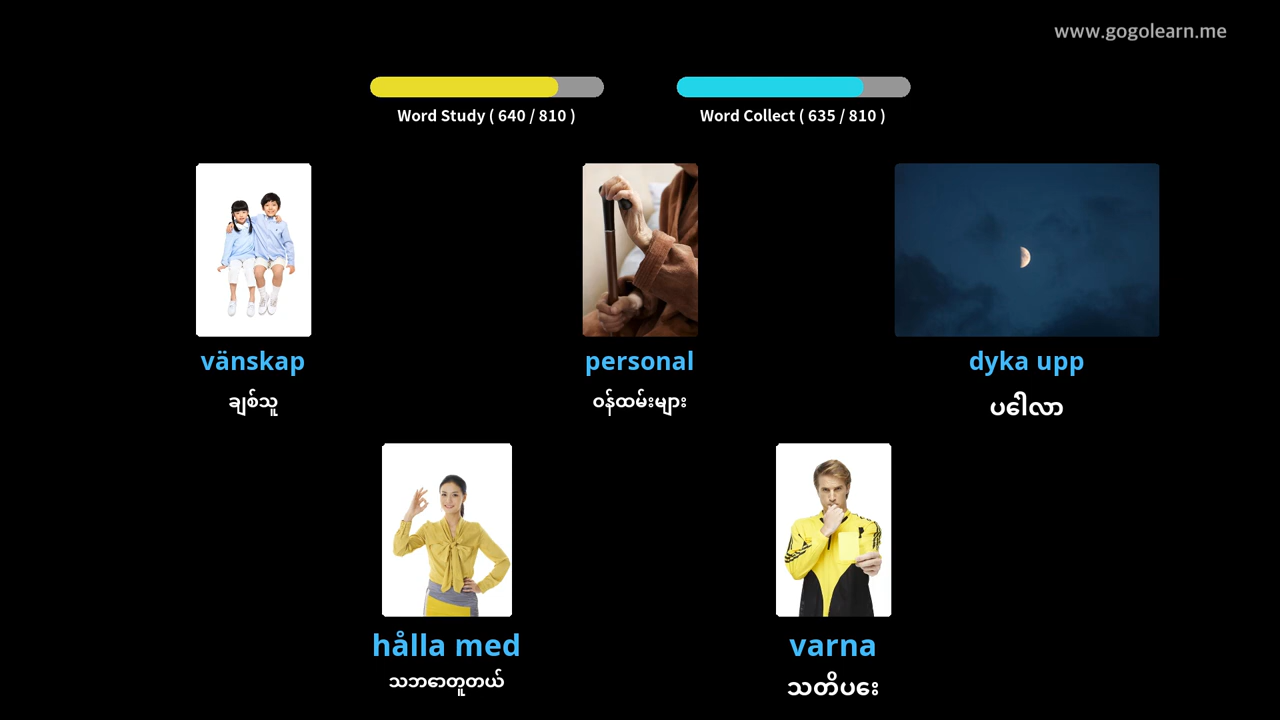 www.gogolearn.me
Word Study ( 640 / 810 )
Word Collect ( 635 / 810 )
vänskap
personal
dyka upp
ချစ်သူ
ဝန်ထမ်းများ
ပေါ်လာ
hålla med
varna
သဘောတူတယ်
သတိပေး